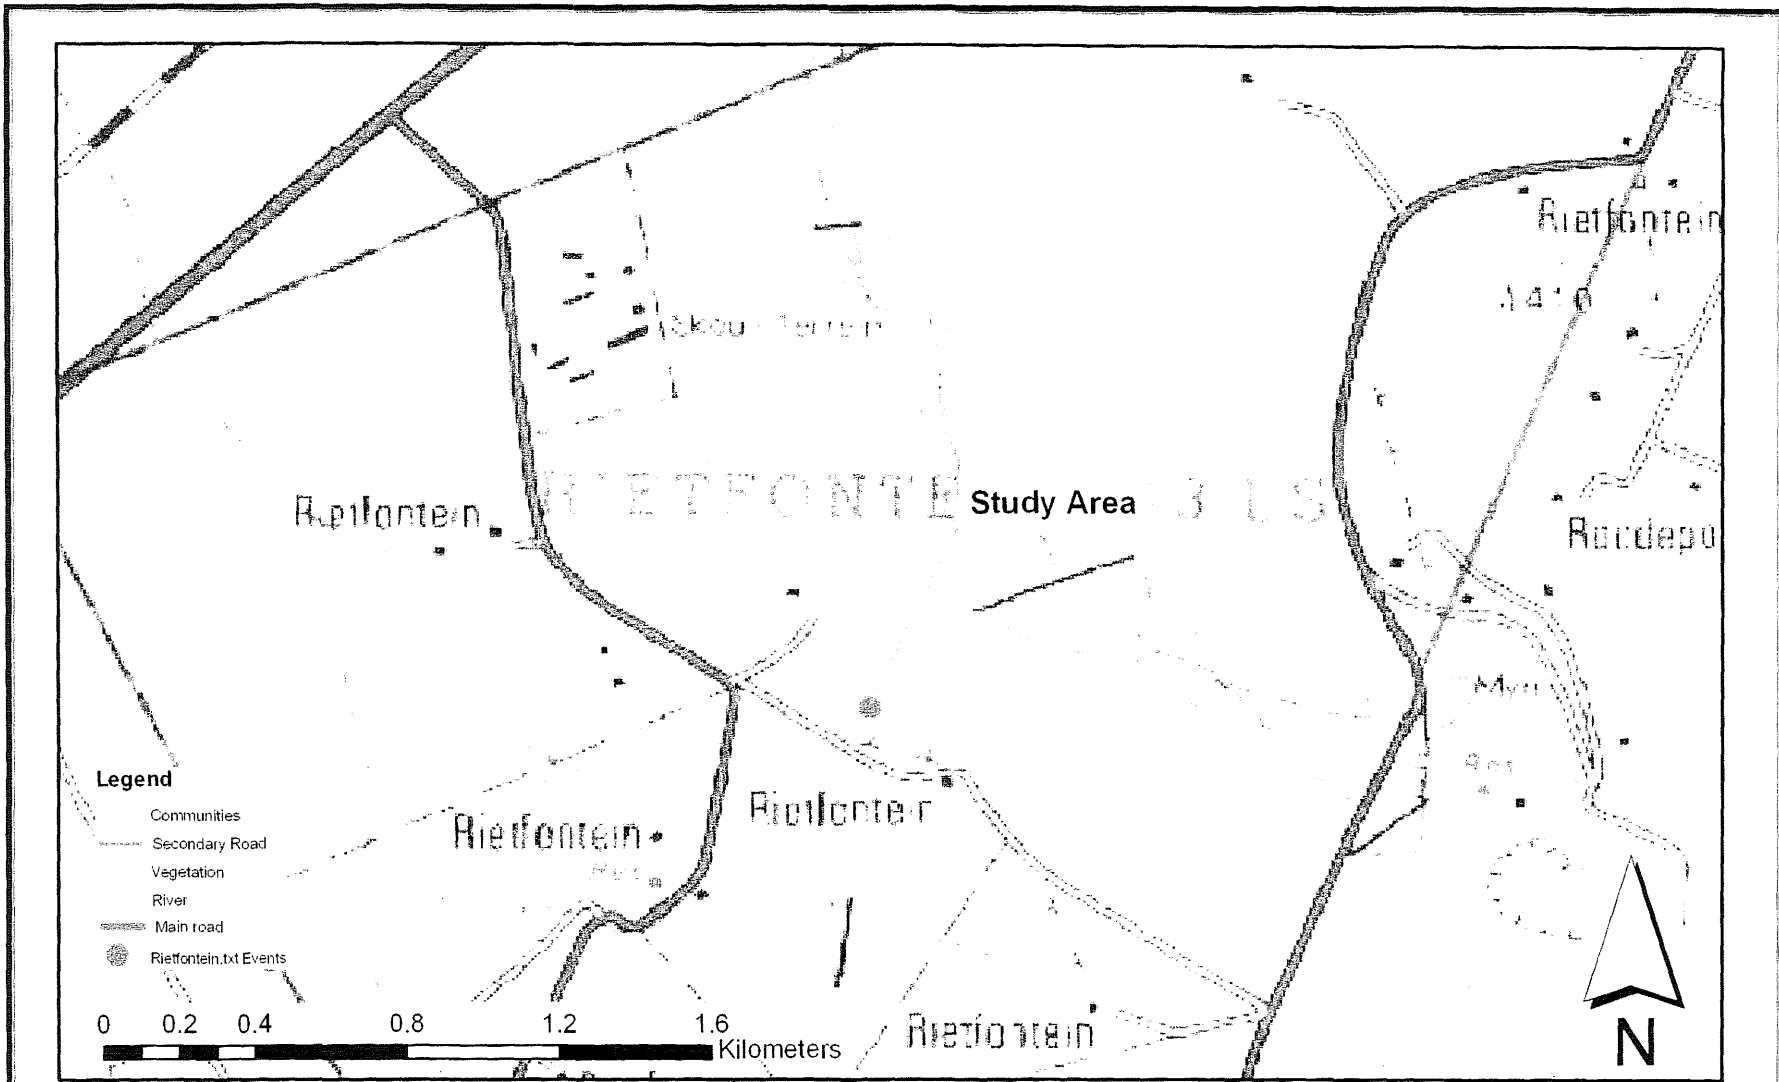 Rietfontein
Rietfontein
Study Area
Rietfontein
Rietfontein
Legend
Communities
Secondary Road
Vegetation
River
Main road
Rietfontein.txt Events
Rietfontein
0 0.2 0.4 0.8 1.2 1.6
Kilometers
N